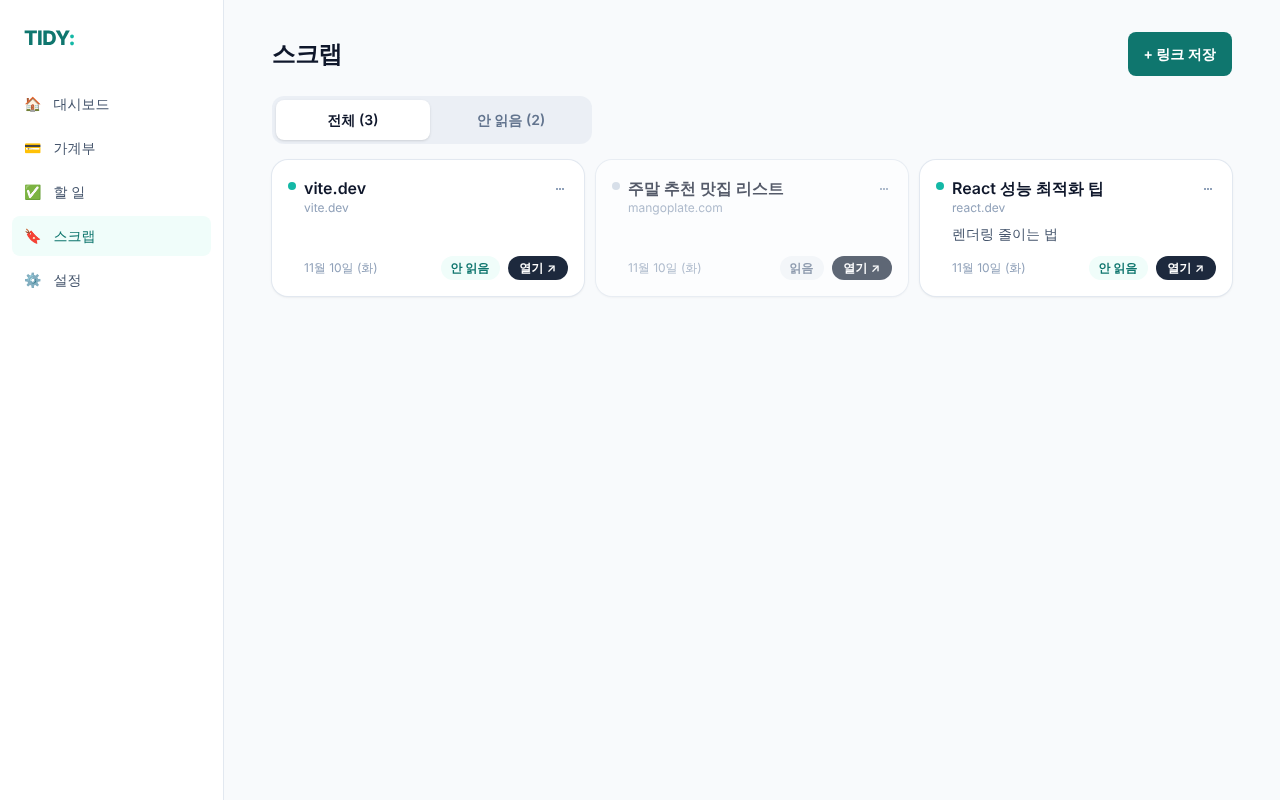 TIDY:
대시보드
가계부
할 일
스크랩
설정
스크랩
+ 링크 저장
전체 (3)
안 읽음 (2)
vite.dev
vite.dev
11월 10일 (화)
안 읽음
열기
주말 추천 맛집 리스트
mangoplate.com
11월 10일 (화)
읽음
열기
React 성능 최적화 팁
react.dev
렌더링 줄이는 법
11월 10일 (화)
안 읽음
열기